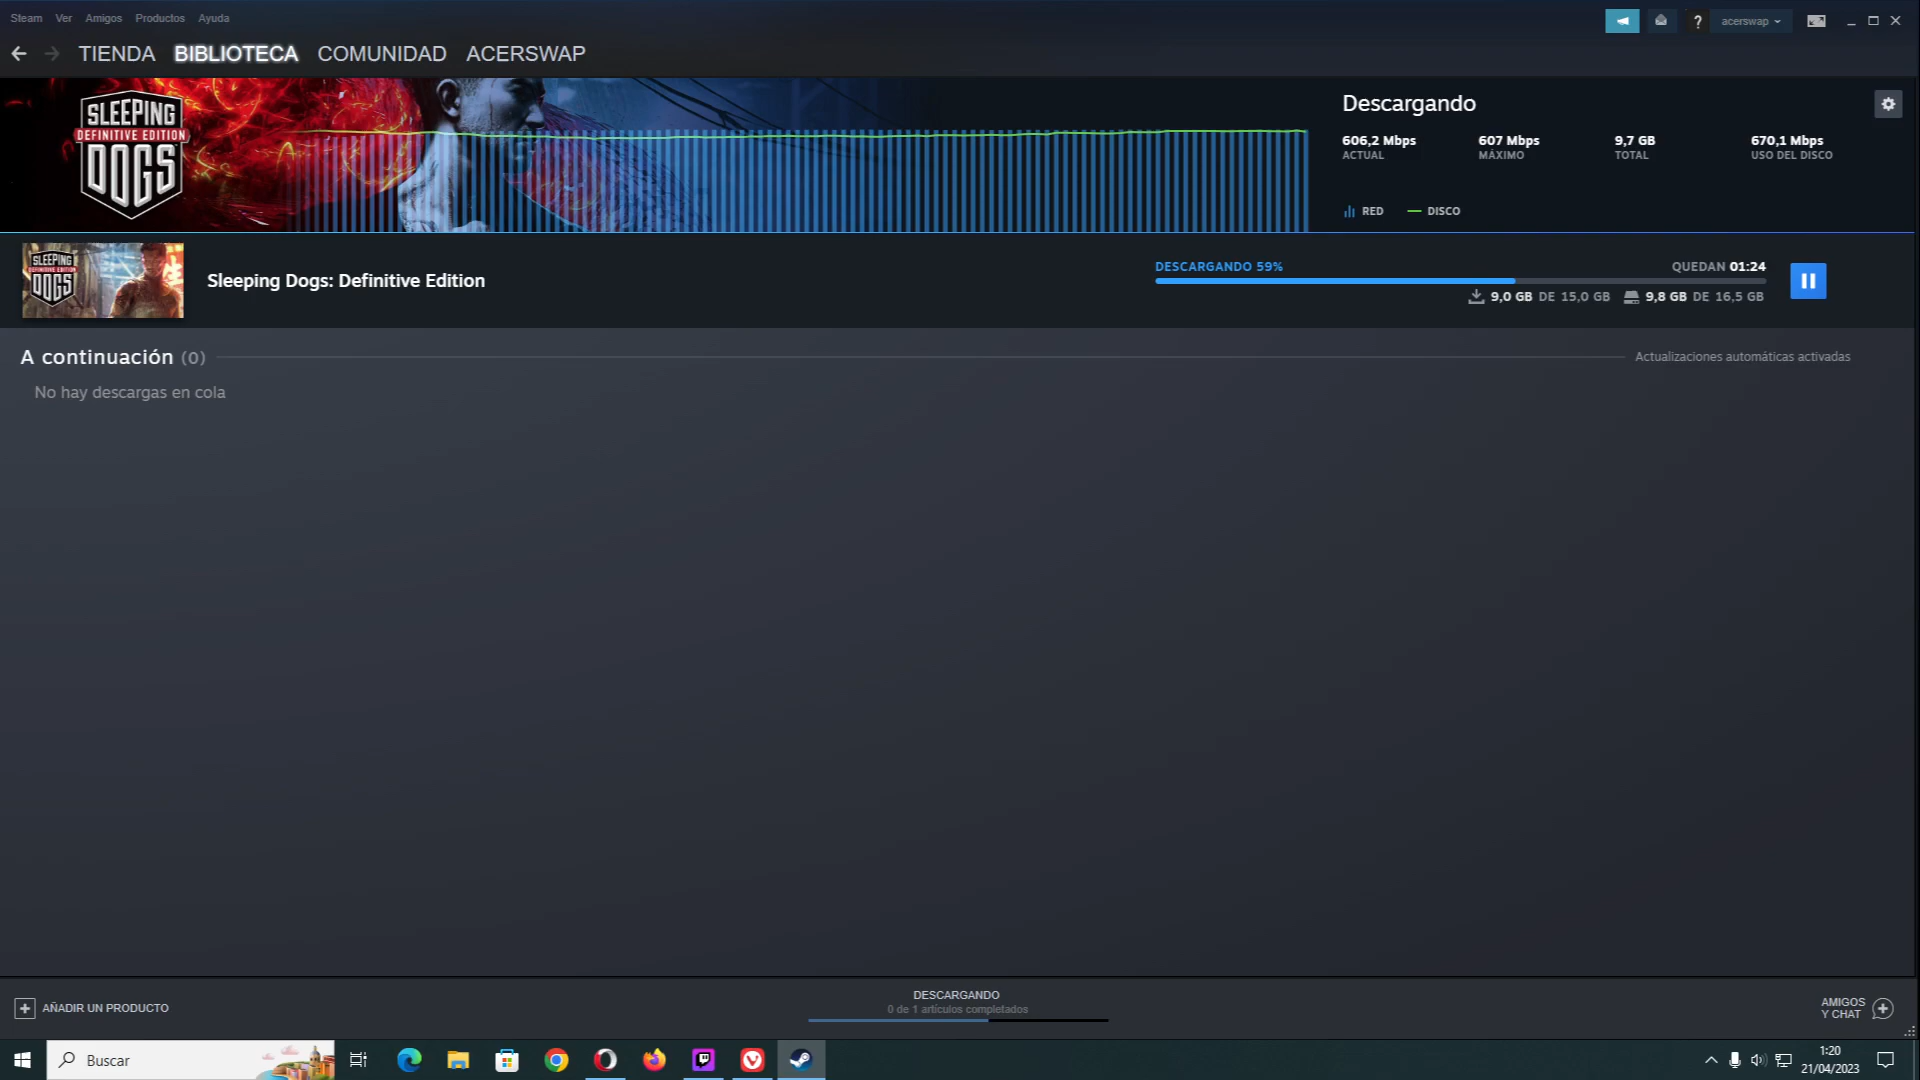 Steam Ver Amigos Productos Ayuda
? acerswap
TIENDA BIBLIOTECA COMUNIDAD ACERSWAP
SLEEPING
DEFINITIVE EDITION
DOGS
Descargando
606,2 Mbps 607 Mbps 9,7 GB 670,1 Mbps
ACTUAL MÁXIMO TOTAL USO DEL DISCO
RED DISCO
SLEEPING
DEFINITIVE EDITION
DOGS
Sleeping Dogs: Definitive Edition
DESCARGANDO 59% QUEDAN 01:24
9,0 GB DE 15,0 GB 9,8 GB DE 16,5 GB
A continuación (0) Actualizaciones automáticas activadas
No hay descargas en cola
AÑADIR UN PRODUCTO
DESCARGANDO
0 de 1 artículos completados
AMIGOS
Y CHAT
Buscar
1:20
21/04/2023